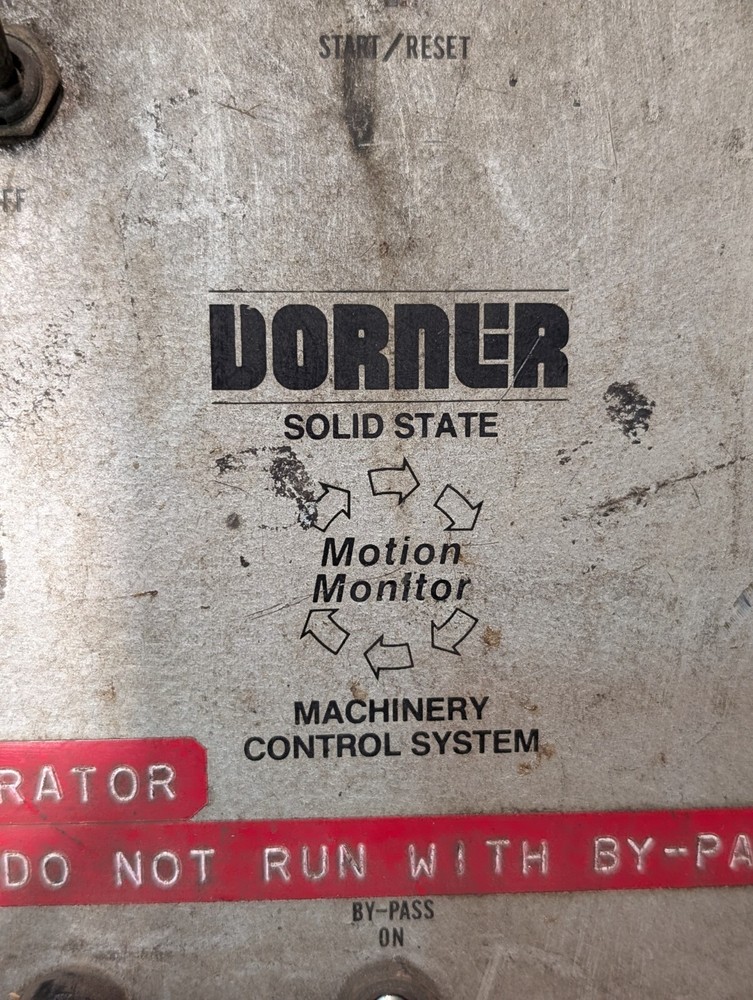 START/RESET
FF
DORNER
SOLID STATE
Motion
Monitor
MACHINERY
CONTROL SYSTEM
RATOR
DO NOT RUN WITH BY-PA
BY-PASS
ON